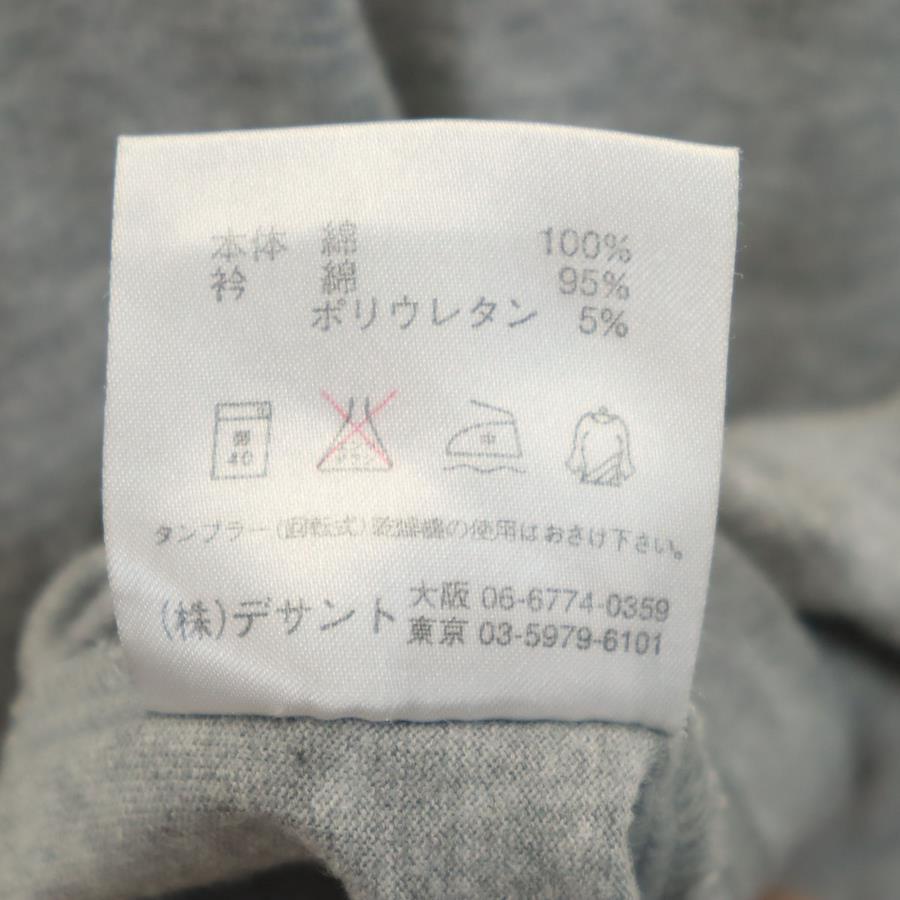 本体 綿 100%
衿 綿 95%
ポリウレタン 5%
40
中
タンブラー(回転式)乾燥機の使用はおさけ下さい。
(株)デサント
大阪 06-6774-0359
東京 03-5979-6101